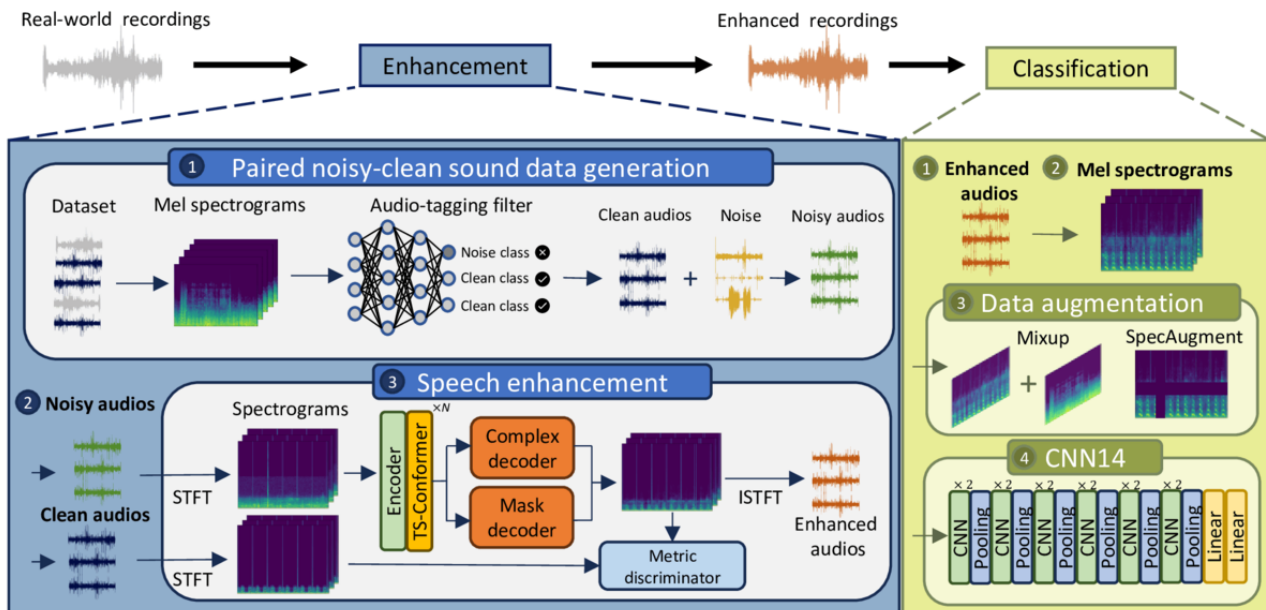 Real-world recordings
Enhanced recordings
Enhancement
Classification
1 Paired noisy-clean sound data generation
Dataset
Mel spectrograms
Audio-tagging filter
Noise class
Clean class
Clean class
Clean audios
+
Noise
Noisy audios
2 Noisy audios
Clean audios
3 Speech enhancement
STFT
STFT
Spectrograms
Encoder
TS-Conformer
×N
Complex
decoder
Mask
decoder
Metric
discriminator
ISTFT
Enhanced
audios
1 Enhanced
audios
2 Mel spectrograms
3 Data augmentation
Mixup
+
SpecAugment
4 CNN14
×2 ×2 ×2 ×2 ×2 ×2
CNN
Pooling
CNN
Pooling
CNN
Pooling
CNN
Pooling
CNN
Pooling
CNN
Pooling
Linear
Linear